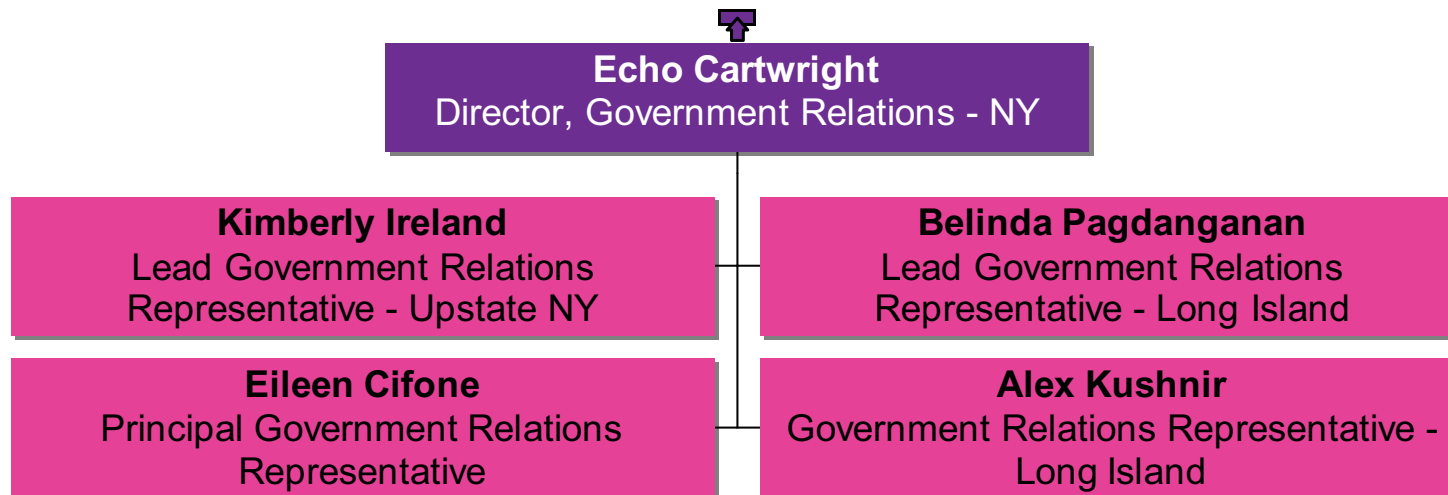 Echo Cartwright
Director, Government Relations - NY
Kimberly Ireland
Lead Government Relations
Representative - Upstate NY
Belinda Pagdanganan
Lead Government Relations
Representative - Long Island
Eileen Cifone
Principal Government Relations
Representative
Alex Kushnir
Government Relations Representative -
Long Island